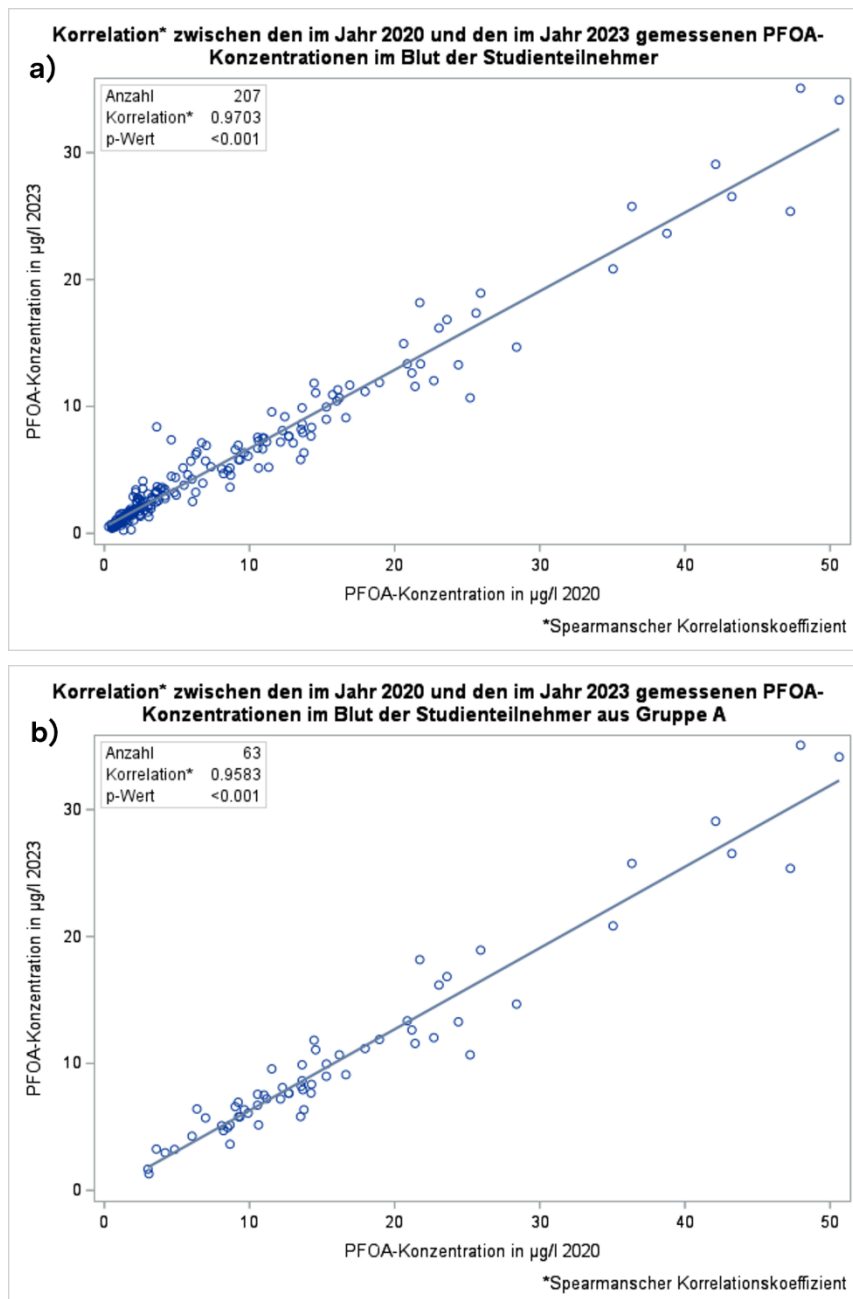 Korrelation* zwischen den im Jahr 2020 und den im Jahr 2023 gemessenen PFOA-
Konzentrationen im Blut der Studienteilnehmer
a)
Anzahl 207
Korrelation* 0.9703
p-Wert <0.001
30
20
10
0
PFOA-Konzentration in µg/l 2023
0 10 20 30 40 50
PFOA-Konzentration in µg/l 2020
*Spearmanscher Korrelationskoeffizient
Korrelation* zwischen den im Jahr 2020 und den im Jahr 2023 gemessenen PFOA-
Konzentrationen im Blut der Studienteilnehmer aus Gruppe A
b)
Anzahl 63
Korrelation* 0.9583
p-Wert <0.001
30
20
10
0
PFOA-Konzentration in µg/l 2023
0 10 20 30 40 50
PFOA-Konzentration in µg/l 2020
*Spearmanscher Korrelationskoeffizient